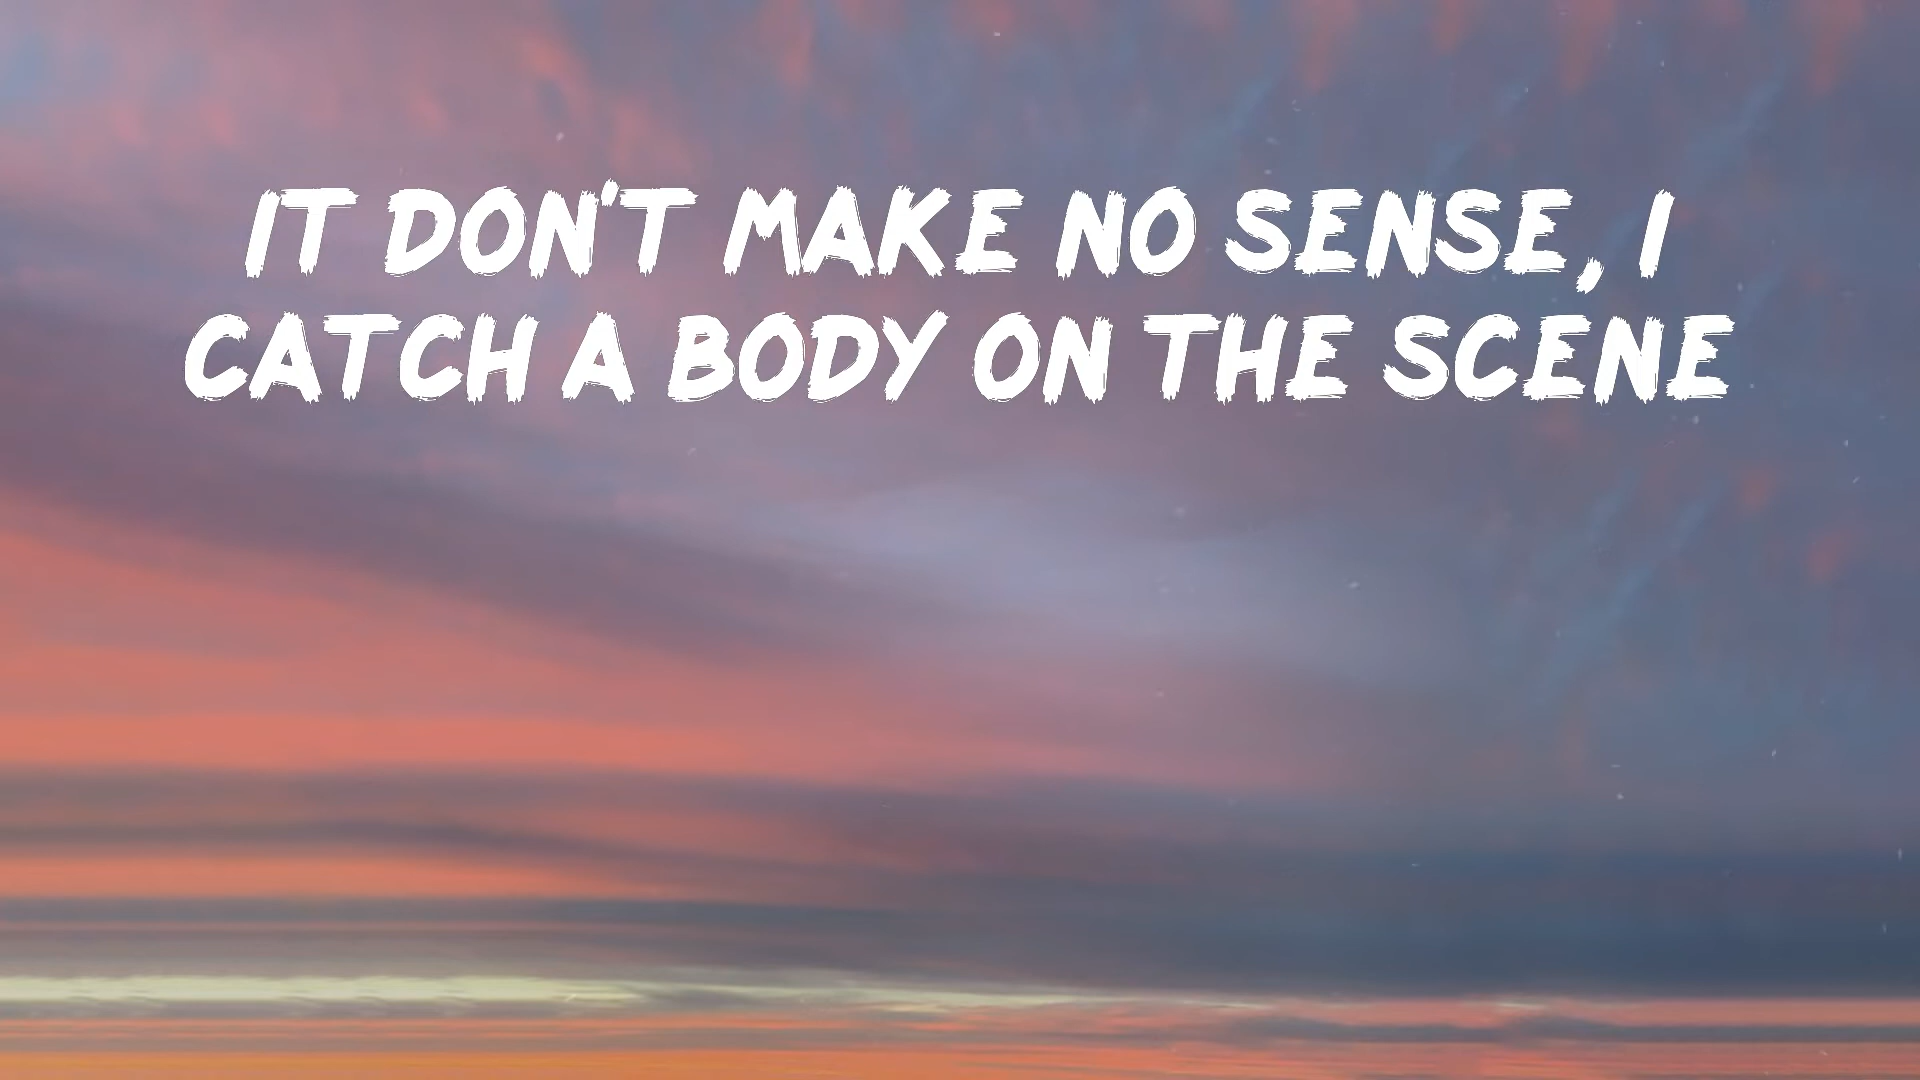 IT DON'T MAKE NO SENSE, I
CATCH A BODY ON THE SCENE